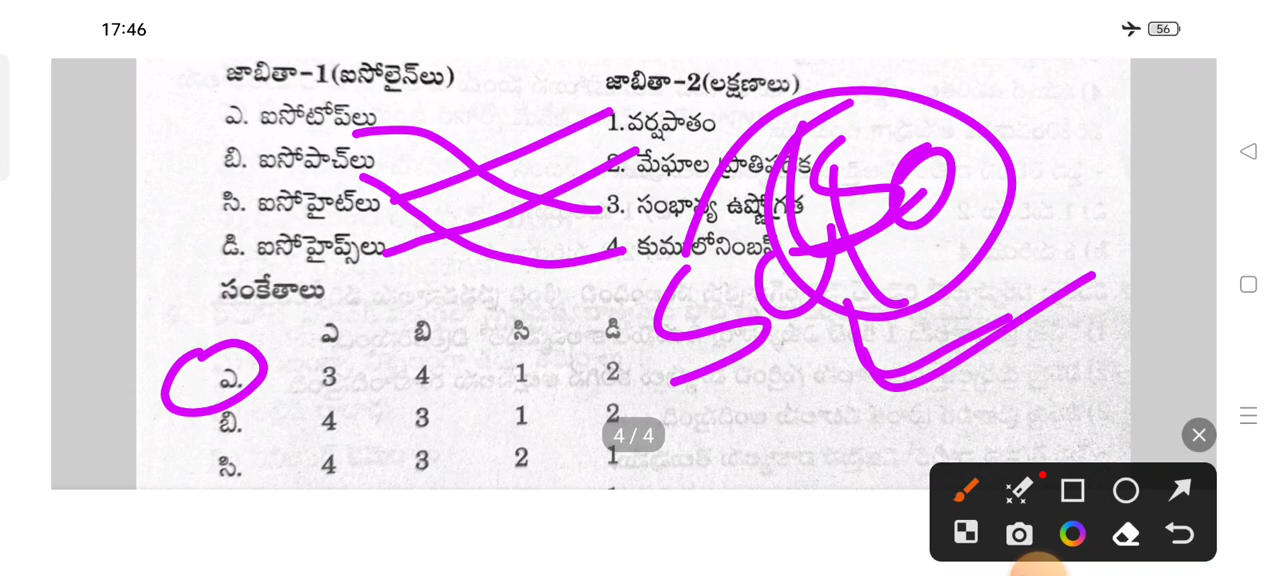 17:46
56
జాబితా-1(ఐసోలైన్‌లు) జాబితా-2(లక్షణాలు)
ఎ. ఐసోటోప్‌లు 1.వర్షపాతం
బి. ఐసోపాచ్‌లు 2. మేఘాల
సి. ఐసోహైట్‌లు 3. సంభావ్య ఉష్ణోగ్రత
డి. ఐసోహైప్స్‌లు 4. కుములోనింబస్
సంకేతాలు
ఎ బి సి డి
ఎ. 3 4 1 2
బి. 4 3 1 2
సి. 4 3 2 1
4 / 4